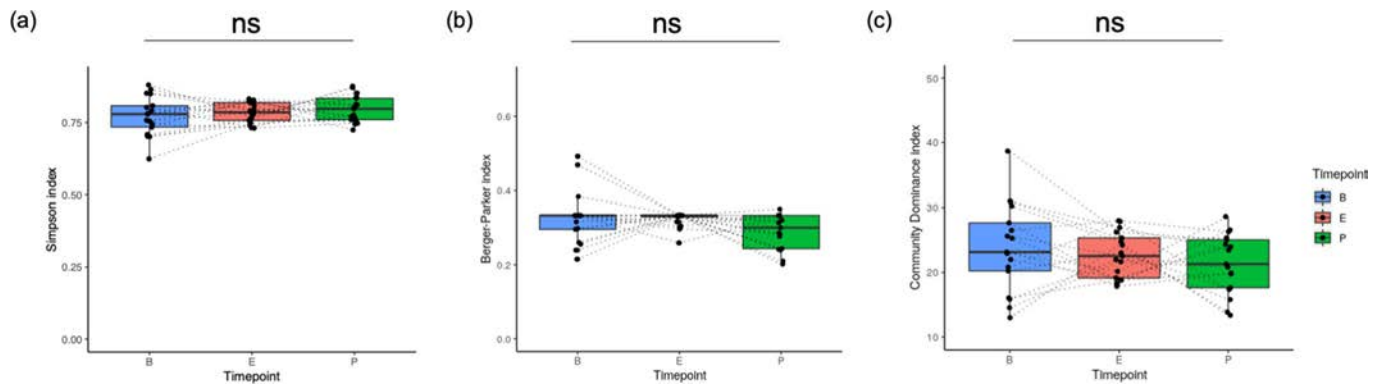 (a)
ns
Simpson index
0.75
0.50
0.25
0.00
B E P
Timepoint
(b)
ns
Berger-Parker Index
0.6
0.4
0.2
0.0
B E P
Timepoint
(c)
ns
Community Dominance Index
50
40
30
20
10
B E P
Timepoint
Timepoint
B
E
P